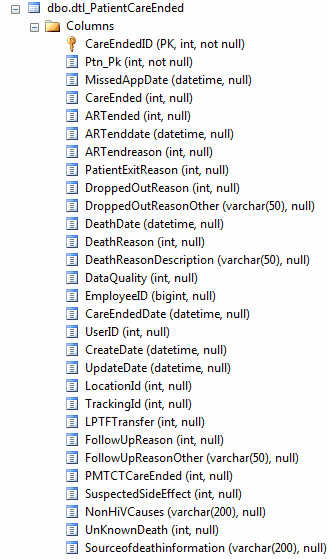 dbo.dtl_PatientCareEnded
Columns
CareEndedID (PK, int, not null)
Ptn_Pk (int, not null)
MissedAppDate (datetime, null)
CareEnded (int, null)
ARTended (int, null)
ARTenddate (datetime, null)
ARTendreason (int, null)
PatientExitReason (int, null)
DroppedOutReason (int, null)
DroppedOutReasonOther (varchar(50), null)
DeathDate (datetime, null)
DeathReason (int, null)
DeathReasonDescription (varchar(50), null)
DataQuality (int, null)
EmployeeID (bigint, null)
CareEndedDate (datetime, null)
UserID (int, null)
CreateDate (datetime, null)
UpdateDate (datetime, null)
LocationId (int, null)
TrackingId (int, null)
LPTFTransfer (int, null)
FollowUpReason (int, null)
FollowUpReasonOther (varchar(50), null)
PMTCTCareEnded (int, null)
SuspectedSideEffect (int, null)
NonHiVCauses (varchar(200), null)
UnKnownDeath (int, null)
Sourceofdeathinformation (varchar(200), null)